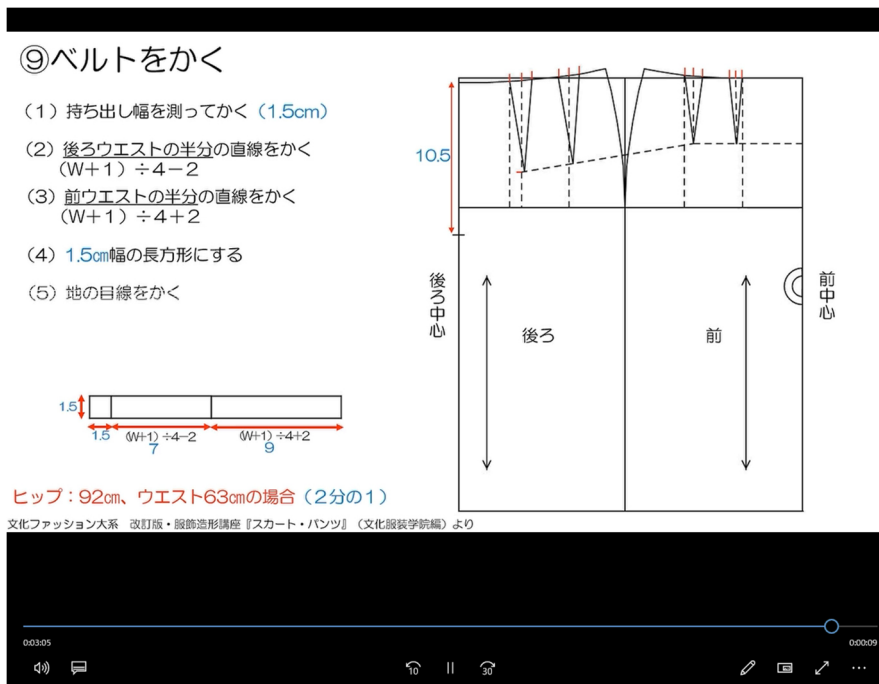 ⑨ベルトをかく
（1）持ち出し幅を測ってかく（1.5cm）
（2）後ろウエストの半分の直線をかく
（W＋1）÷4－2
（3）前ウエストの半分の直線をかく
（W＋1）÷4＋2
（4）1.5㎝幅の長方形にする
（5）地の目線をかく
10.5
後ろ中心
後ろ
前
前中心
1.5
1.5 (W+1) ÷4−2 (W+1) ÷4+2
7 9
ヒップ：92㎝、ウエスト63㎝の場合（２分の１）
文化ファッション大系 改訂版・服飾造形講座『スカート・パンツ』（文化服装学院編）より
0:03:05 0:00:09
10 30